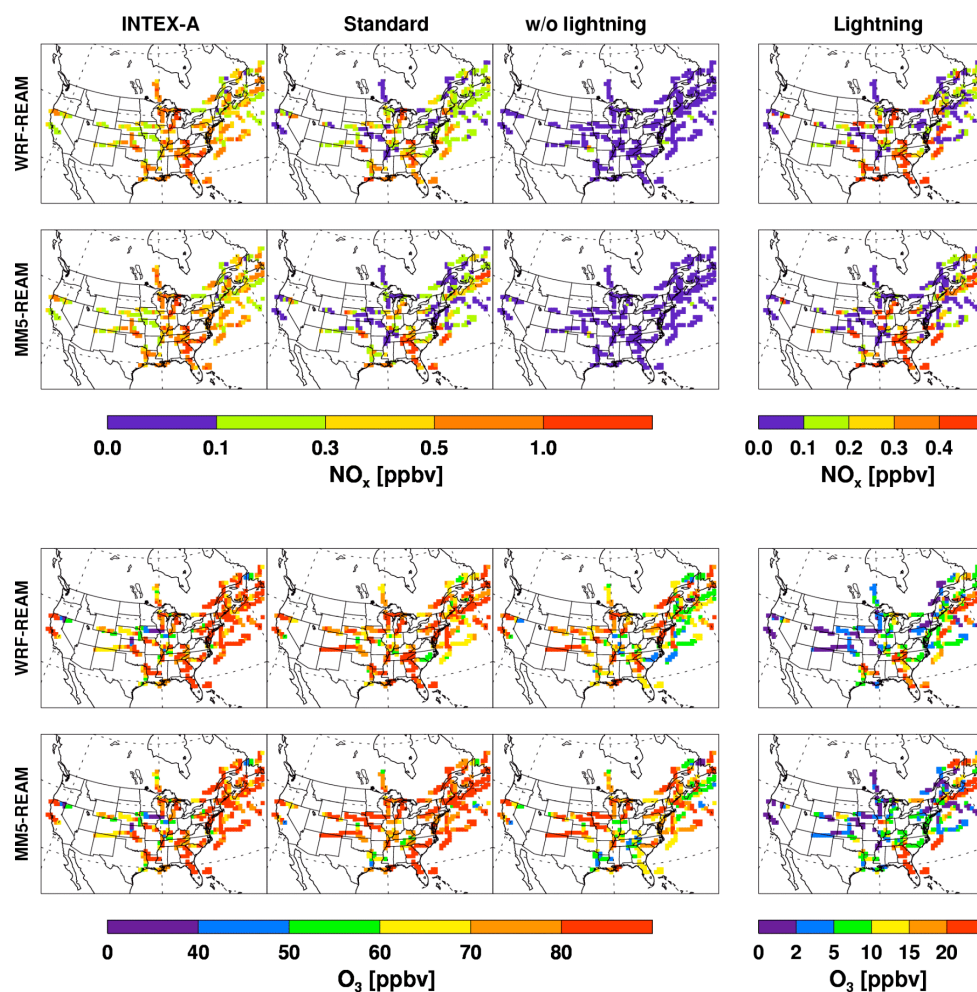 INTEX-A Standard w/o lightning Lightning
WRF-REAM
MM5-REAM
0.0 0.1 0.3 0.5 1.0 0.0 0.1 0.2 0.3 0.4
NOx [ppbv] NOx [ppbv]
WRF-REAM
MM5-REAM
0 40 50 60 70 80 0 2 5 10 15 20
O3 [ppbv] O3 [ppbv]